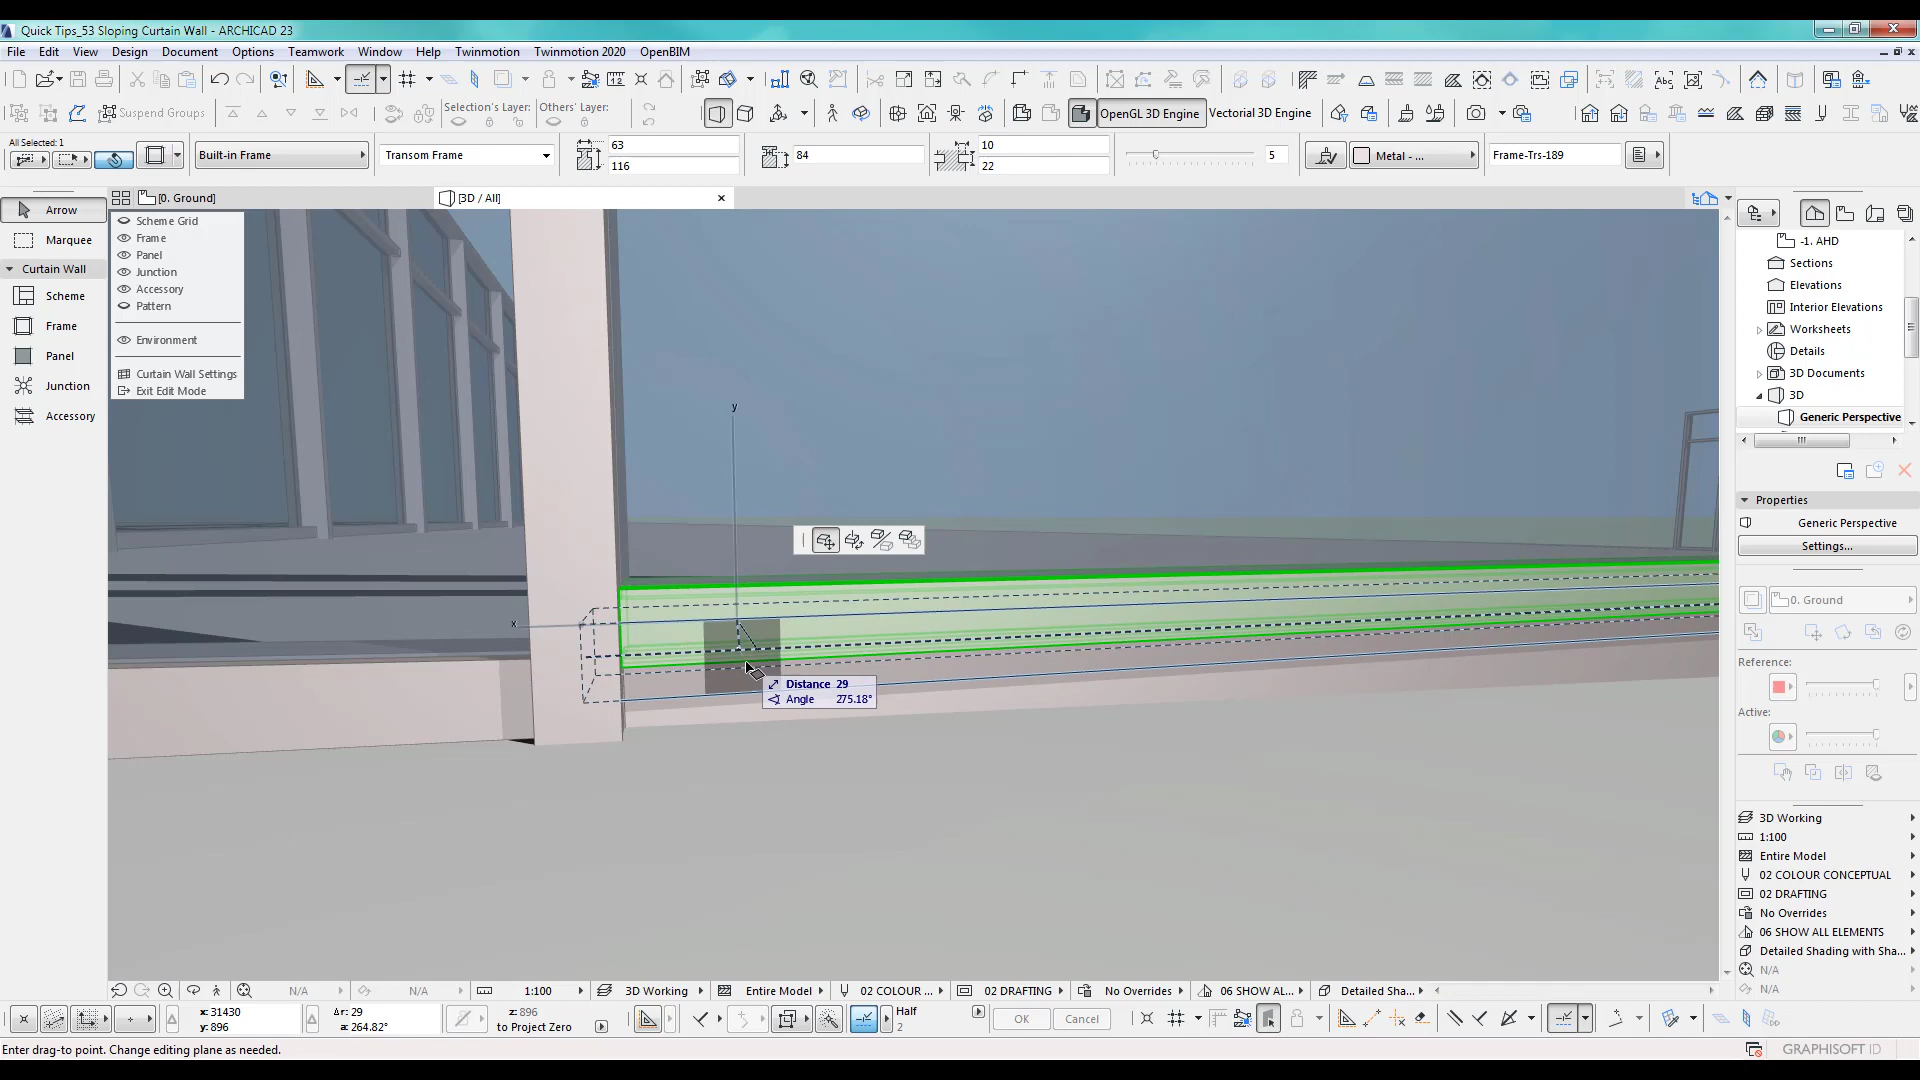 Quick Tips_53 Sloping Curtain Wall - ARCHICAD 23
File Edit View Design Document Options Teamwork Window Help Twinmotion Twinmotion 2020 OpenBIM
Suspend Groups
Selection's Layer:
Others' Layer:
OpenGL 3D Engine
Vectorial 3D Engine
All Selected: 1
Built-in Frame
Transom Frame
63
116
84
10
22
5
Metal - ...
Frame-Trs-189
[0. Ground]
[3D / All]
Arrow
Marquee
Curtain Wall
Scheme
Frame
Panel
Junction
Accessory
Scheme Grid
Frame
Panel
Junction
Accessory
Pattern
Environment
Curtain Wall Settings
Exit Edit Mode
y
x
Distance 29
Angle 275.18°
-1. AHD
Sections
Elevations
Interior Elevations
Worksheets
Details
3D Documents
3D
Generic Perspective
Properties
Generic Perspective
Settings...
0. Ground
Reference:
Active:
3D Working
1:100
Entire Model
02 COLOUR CONCEPTUAL
02 DRAFTING
No Overrides
06 SHOW ALL ELEMENTS
Detailed Shading with Sha...
N/A
N/A
N/A N/A 1:100 3D Working Entire Model 02 COLOUR ... 02 DRAFTING No Overrides 06 SHOW AL... Detailed Sha...
x: 31430
y: 896
Δr: 29
a: 264.82°
z: 896
to Project Zero
Half
2
OK
Cancel
Enter drag-to point. Change editing plane as needed.
GRAPHISOFT ID